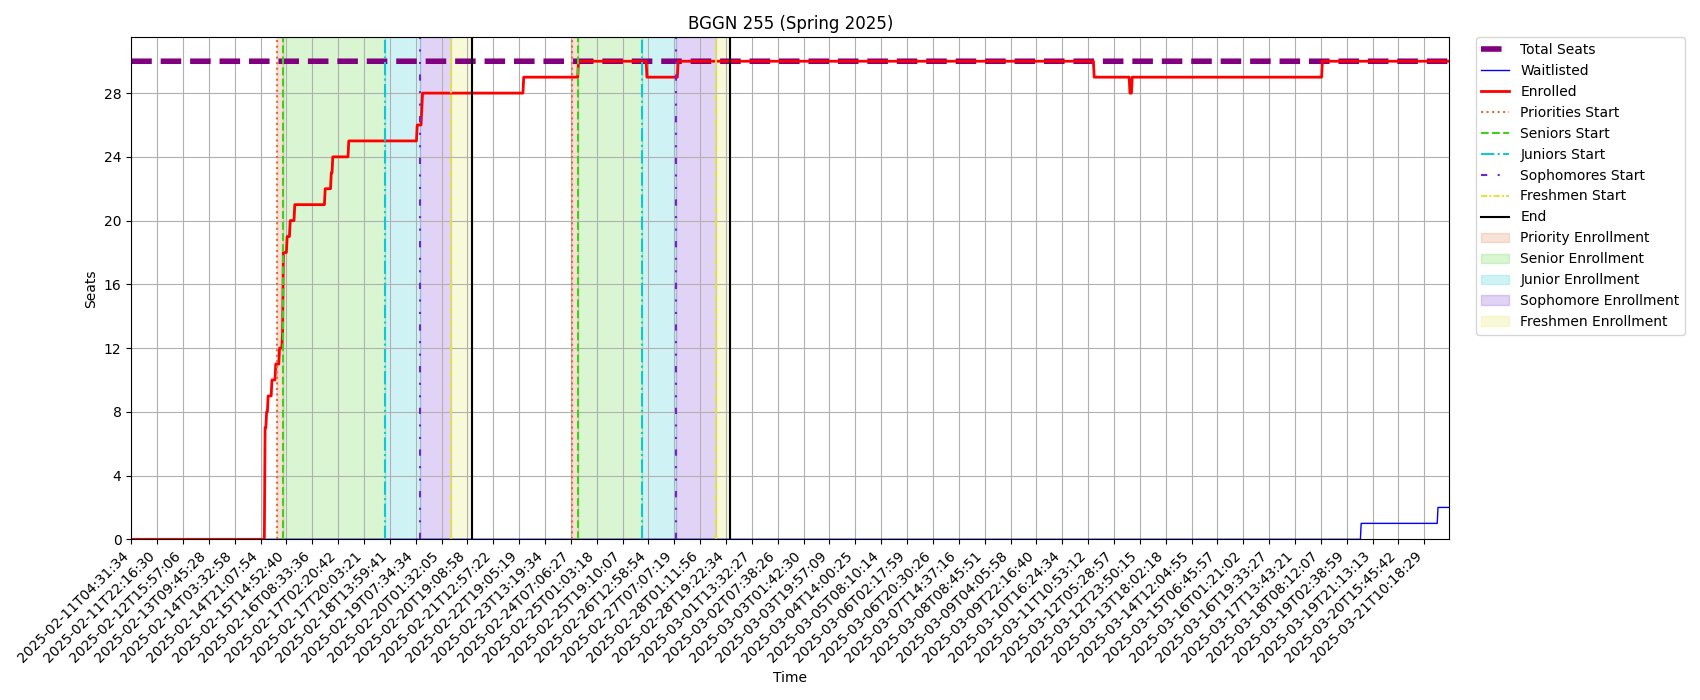 BGGN 255 (Spring 2025)
Seats
28
24
20
16
12
8
4
0
Total Seats
Waitlisted
Enrolled
Priorities Start
Seniors Start
Juniors Start
Sophomores Start
Freshmen Start
End
Priority Enrollment
Senior Enrollment
Junior Enrollment
Sophomore Enrollment
Freshmen Enrollment
2025-02-11T04:31:34
2025-02-11T22:16:30
2025-02-12T15:57:06
2025-02-13T09:45:28
2025-02-14T03:32:58
2025-02-14T21:07:54
2025-02-15T14:52:40
2025-02-16T08:33:36
2025-02-17T02:20:42
2025-02-17T20:03:21
2025-02-18T13:59:41
2025-02-19T07:34:34
2025-02-20T01:32:05
2025-02-20T19:08:58
2025-02-21T12:57:22
2025-02-22T19:05:19
2025-02-23T13:19:34
2025-02-24T07:06:27
2025-02-25T01:03:18
2025-02-25T19:10:07
2025-02-26T12:58:54
2025-02-27T07:07:19
2025-02-28T01:11:56
2025-02-28T19:22:34
2025-03-01T13:32:27
2025-03-02T07:38:26
2025-03-03T01:42:30
2025-03-03T19:57:09
2025-03-04T14:00:25
2025-03-05T08:10:14
2025-03-06T02:17:59
2025-03-06T20:30:26
2025-03-07T14:37:16
2025-03-08T08:45:51
2025-03-09T04:05:58
2025-03-09T22:16:40
2025-03-10T16:24:34
2025-03-11T10:53:12
2025-03-12T05:28:57
2025-03-12T23:50:15
2025-03-13T18:02:18
2025-03-14T12:04:55
2025-03-15T06:45:57
2025-03-16T01:21:02
2025-03-16T19:33:27
2025-03-17T13:43:21
2025-03-18T08:12:07
2025-03-19T02:38:59
2025-03-19T21:13:13
2025-03-20T15:45:42
2025-03-21T10:18:29
Time